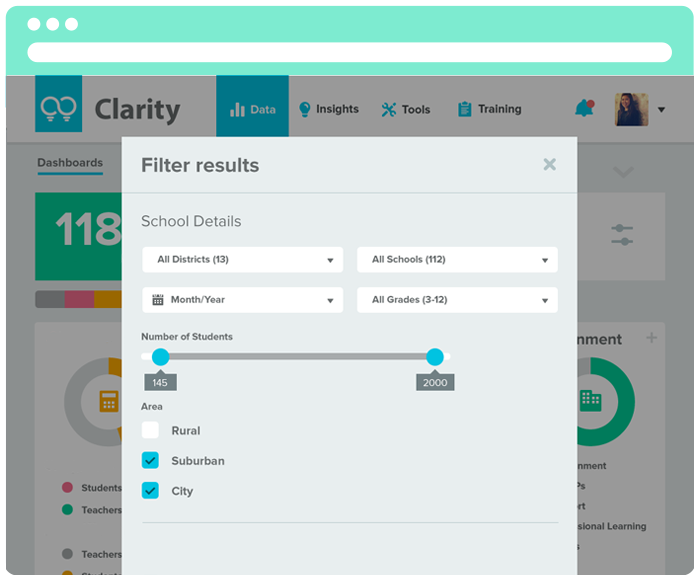 Clarity
Data
Insights
Tools
Training
Dashboards
Filter results
118
School Details
All Districts (13)
All Schools (112)
Month/Year
All Grades (3-12)
Number of Students
nment
145
2000
Area
Rural
Suburban
City
Students
Teachers
Teachers
Students
nment
Ps
rt
sional Learning
s